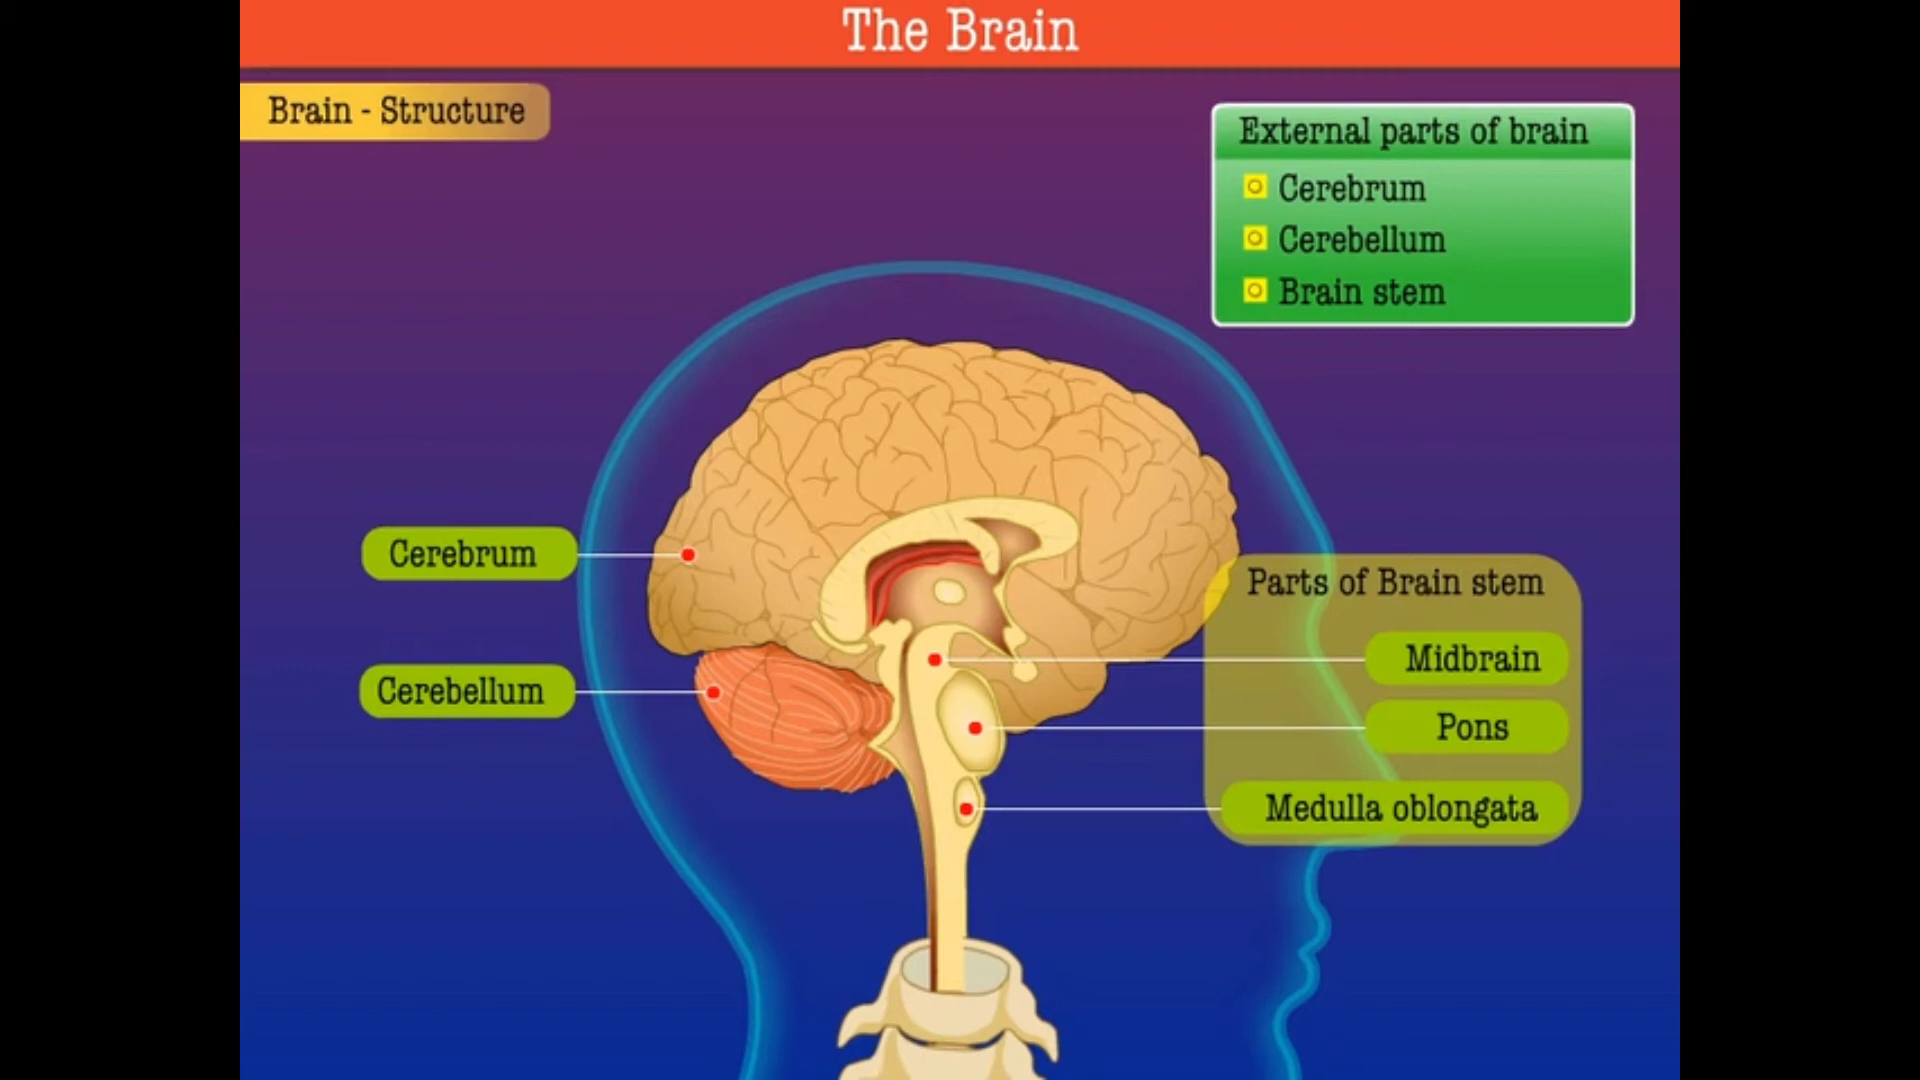 The Brain
Brain - Structure
External parts of brain
Cerebrum
Cerebellum
Brain stem
Cerebrum
Cerebellum
Parts of Brain stem
Midbrain
Pons
Medulla oblongata